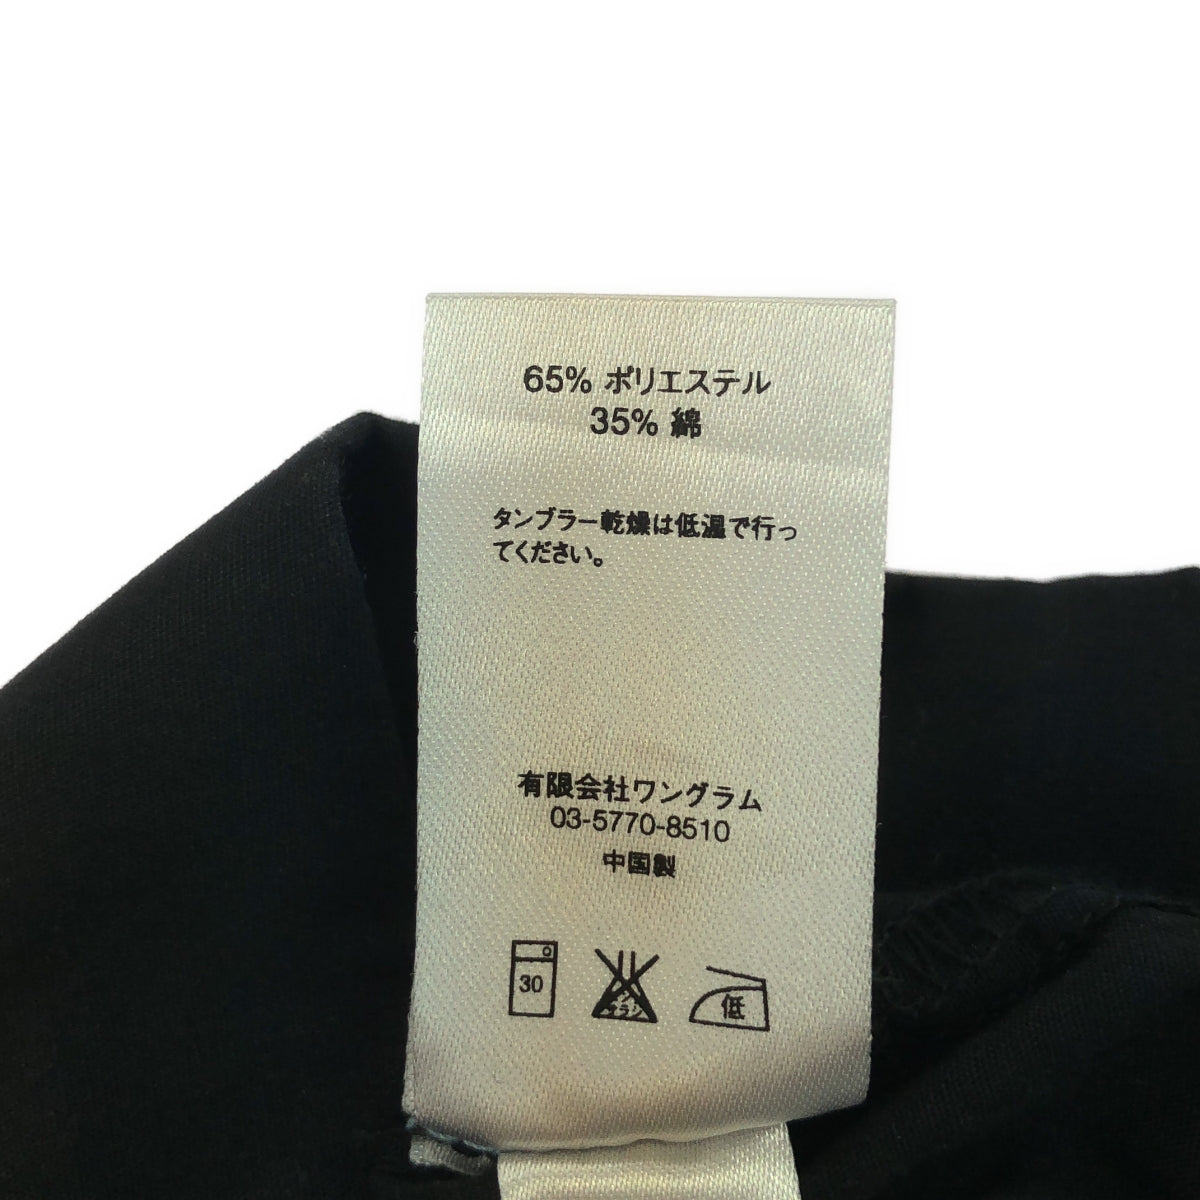 65% ポリエステル
35% 綿
タンブラー乾燥は低温で行っ
てください。
有限会社ワングラム
03-5770-8510
中国製
30
低